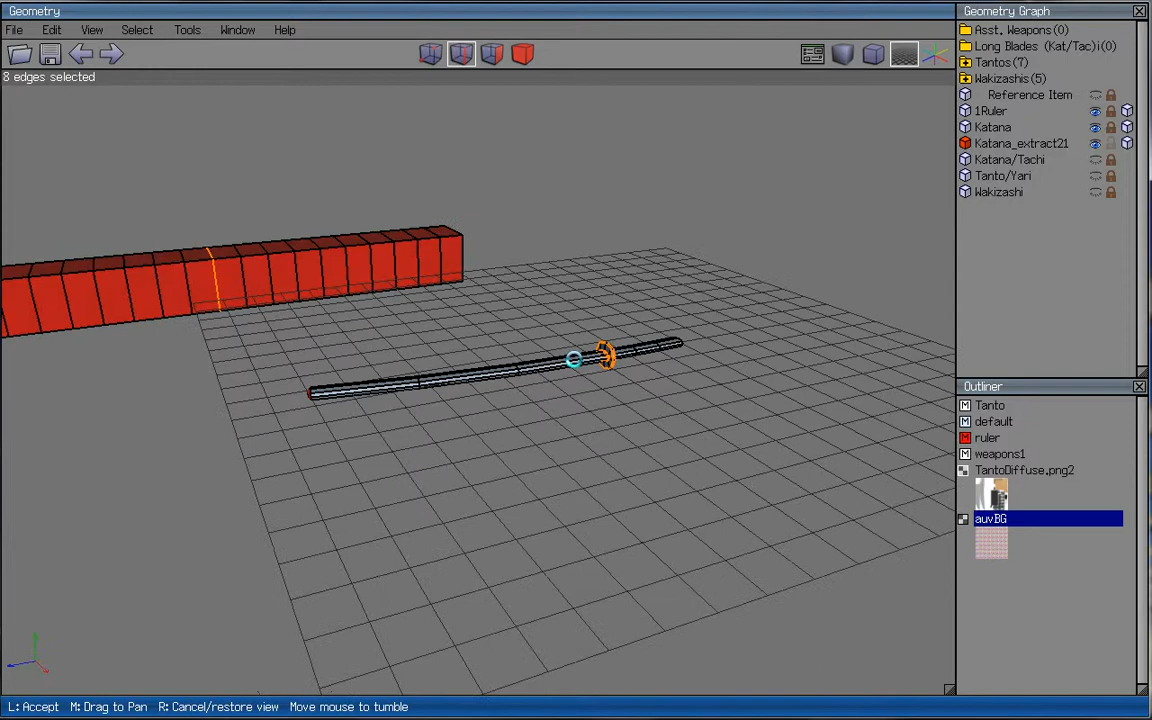 Geometry
File Edit View Select Tools Window Help
8 edges selected
Geometry Graph
Asst. Weapons(0)
Long Blades (Kat/Tac)i(0)
Tantos(7)
Wakizashis(5)
Reference Item
1Ruler
Katana
Katana_extract21
Katana/Tachi
Tanto/Yari
Wakizashi
Outliner
Tanto
default
ruler
weapons1
TantoDiffuse.png2
auvBG
L:Accept M:Drag to Pan R:Cancel/restore view Move mouse to tumble